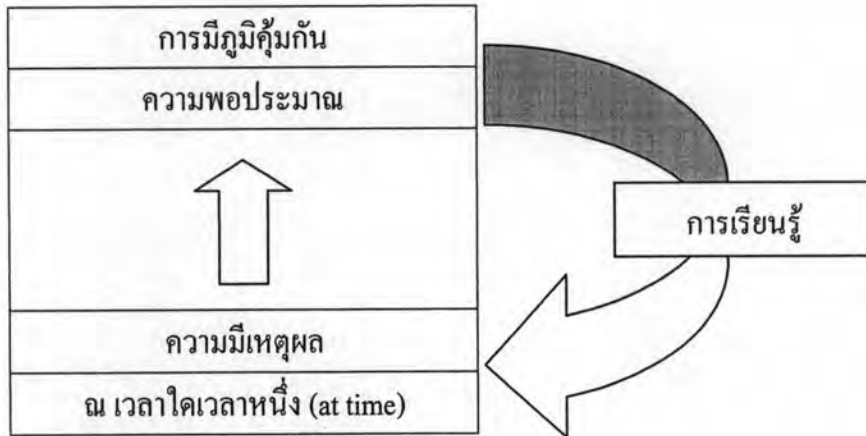 การมีภูมิคุ้มกัน
ความพอประมาณ
การเรียนรู้
ความมีเหตุผล
ณ เวลาใดเวลาหนึ่ง (at time)